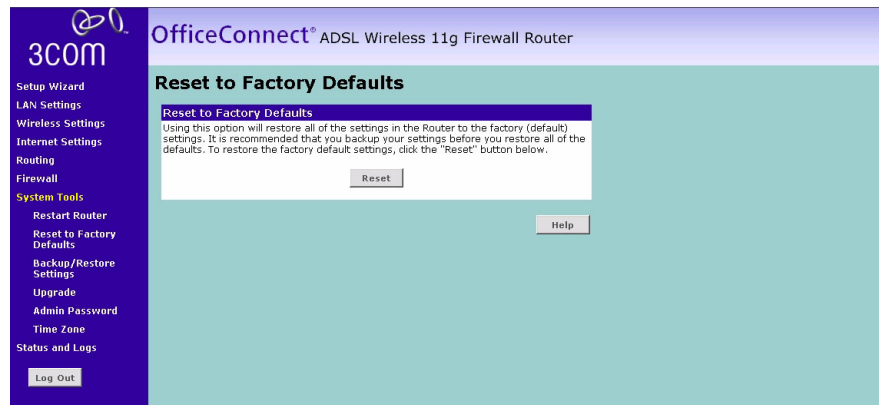 3COM
OfficeConnect® ADSL Wireless 11g Firewall Router
Setup Wizard
LAN Settings
Wireless Settings
Internet Settings
Routing
Firewall
System Tools
Restart Router
Reset to Factory
Defaults
Backup/Restore
Settings
Upgrade
Admin Password
Time Zone
Status and Logs
Log Out
Reset to Factory Defaults
Reset to Factory Defaults
Using this option will restore all of the settings in the Router to the factory (default)
settings. It is recommended that you backup your settings before you restore all of the
defaults. To restore the factory default settings, click the "Reset" button below.
Reset
Help